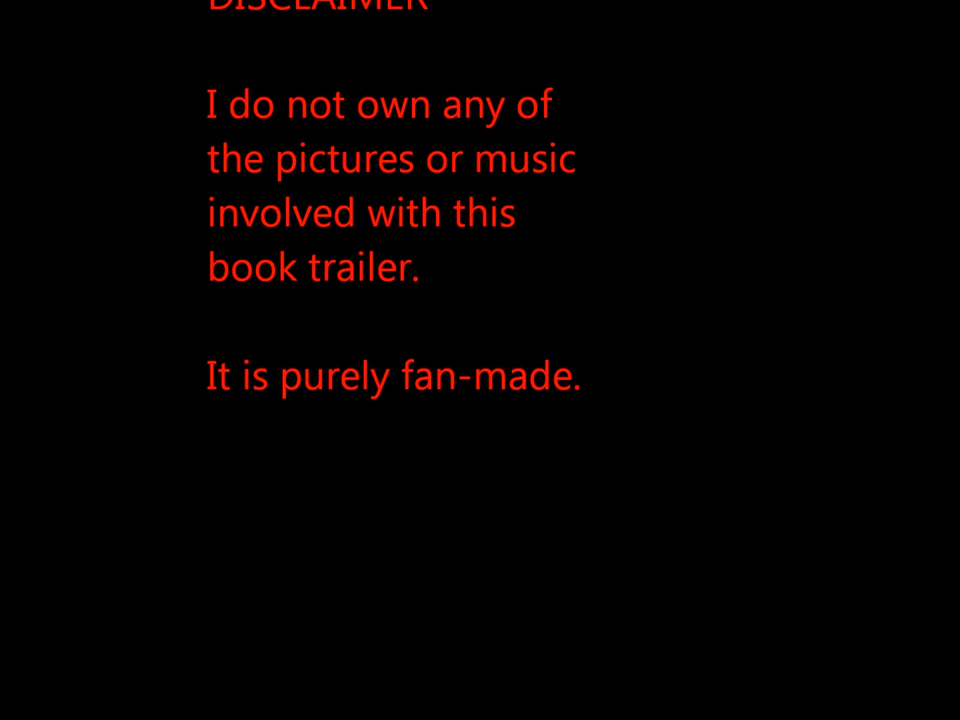 DISCLAIMER
I do not own any of
the pictures or music
involved with this
book trailer.
It is purely fan-made.